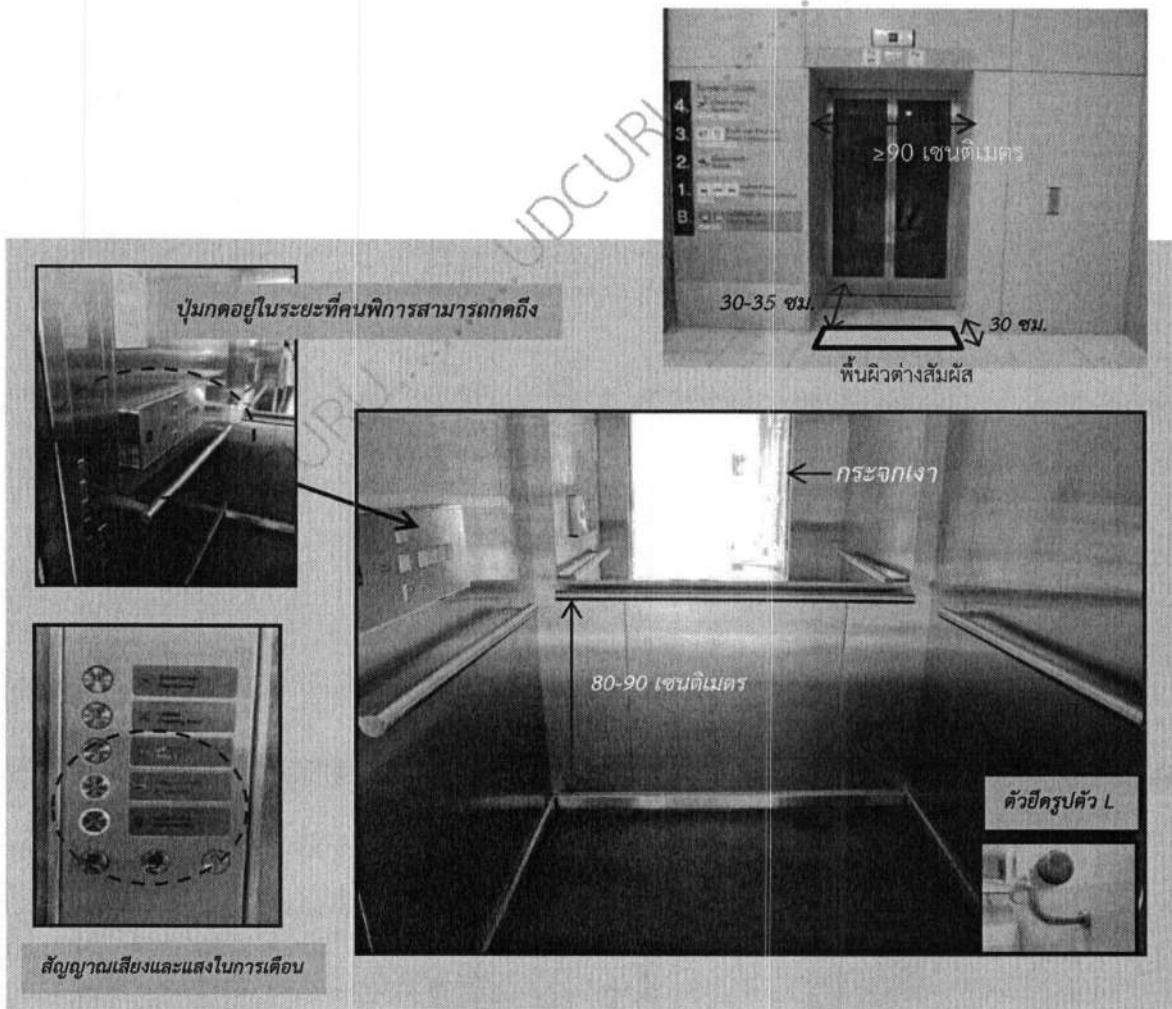 UDCURU
≥90 เซนติเมตร
4
3
2
1
B
30-35 ซม.
30 ซม.
พื้นผิวต่างสัมผัส
ปุ่มกดอยู่ในระยะที่คนพิการสามารถกดถึง
กระจกเงา
80-90 เซนติเมตร
ตัวยึดรูปตัว L
สัญญาณเสียงและแสงในการเตือน